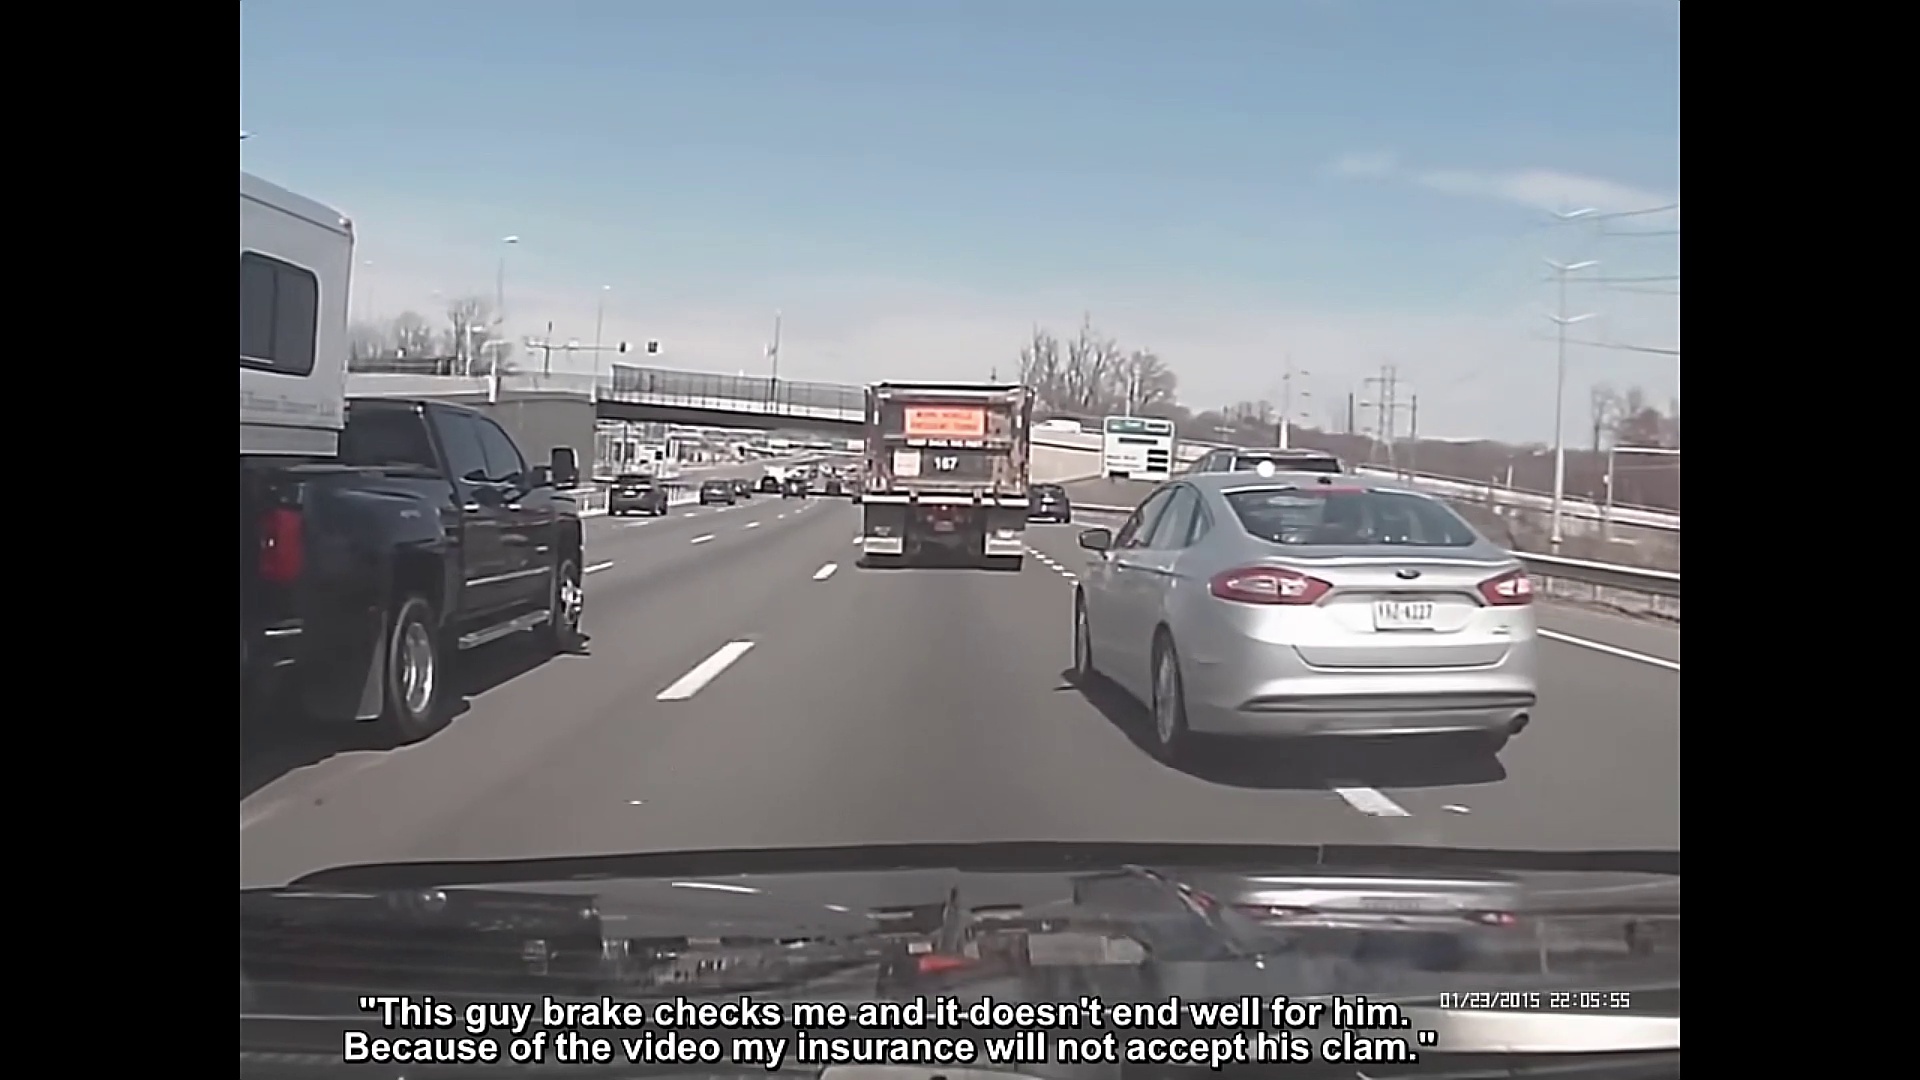 187
"This guy brake checks me and it doesn't end well for him.
Because of the video my insurance will not accept his clam."
01/23/2015 22:05:55